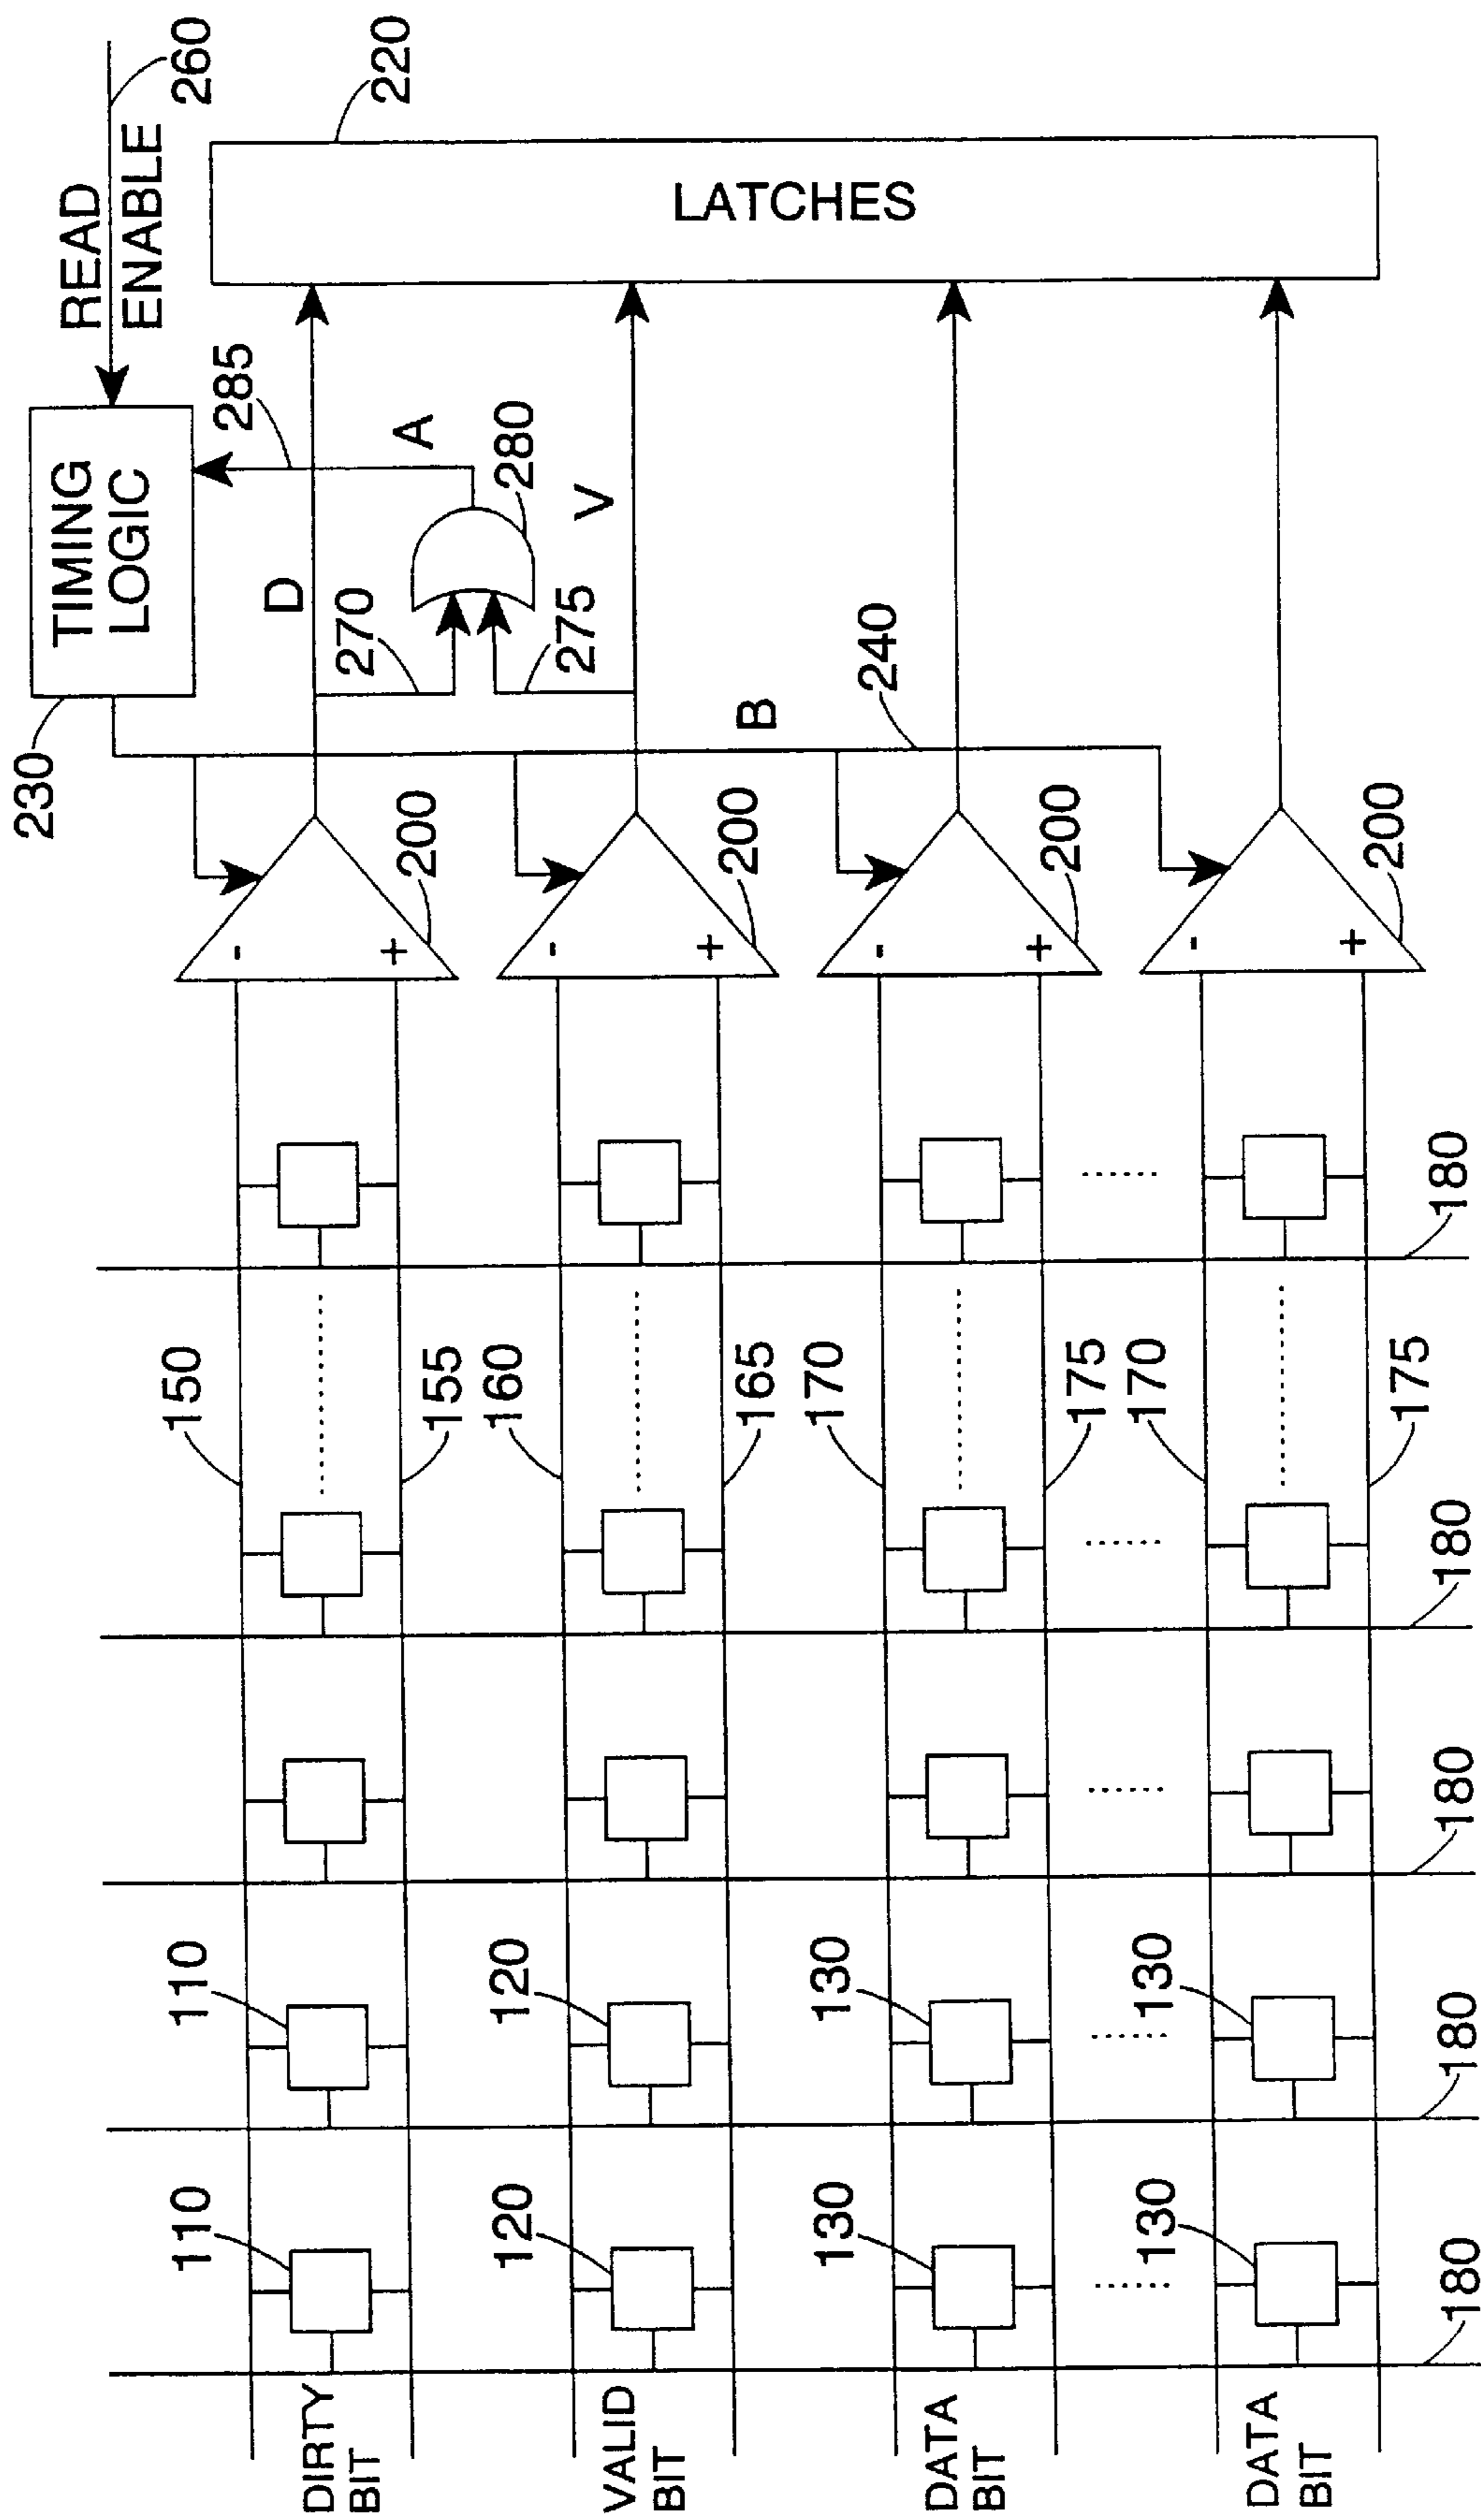 READ
ENABLE
260
230
TIMING
LOGIC
285
220
LATCHES
D
270
A
280
V
275
B
240
200
200
200
200
-
+
-
+
-
+
-
+
150
155
160
165
170
175
170
175
110
110
120
120
130
130
130
130
180
180
180
180
180
DIRTY
BIT
VALID
BIT
DATA
BIT
DATA
BIT